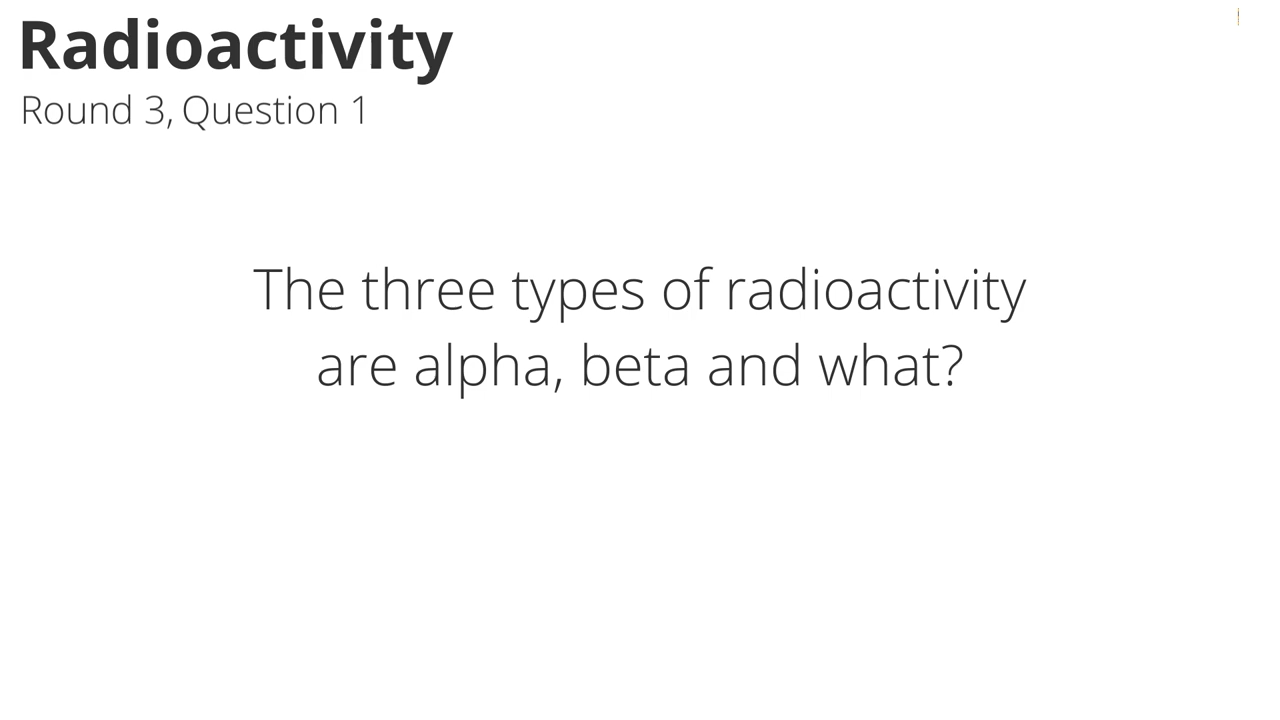 Radioactivity
Round 3, Question 1
The three types of radioactivity
are alpha, beta and what?